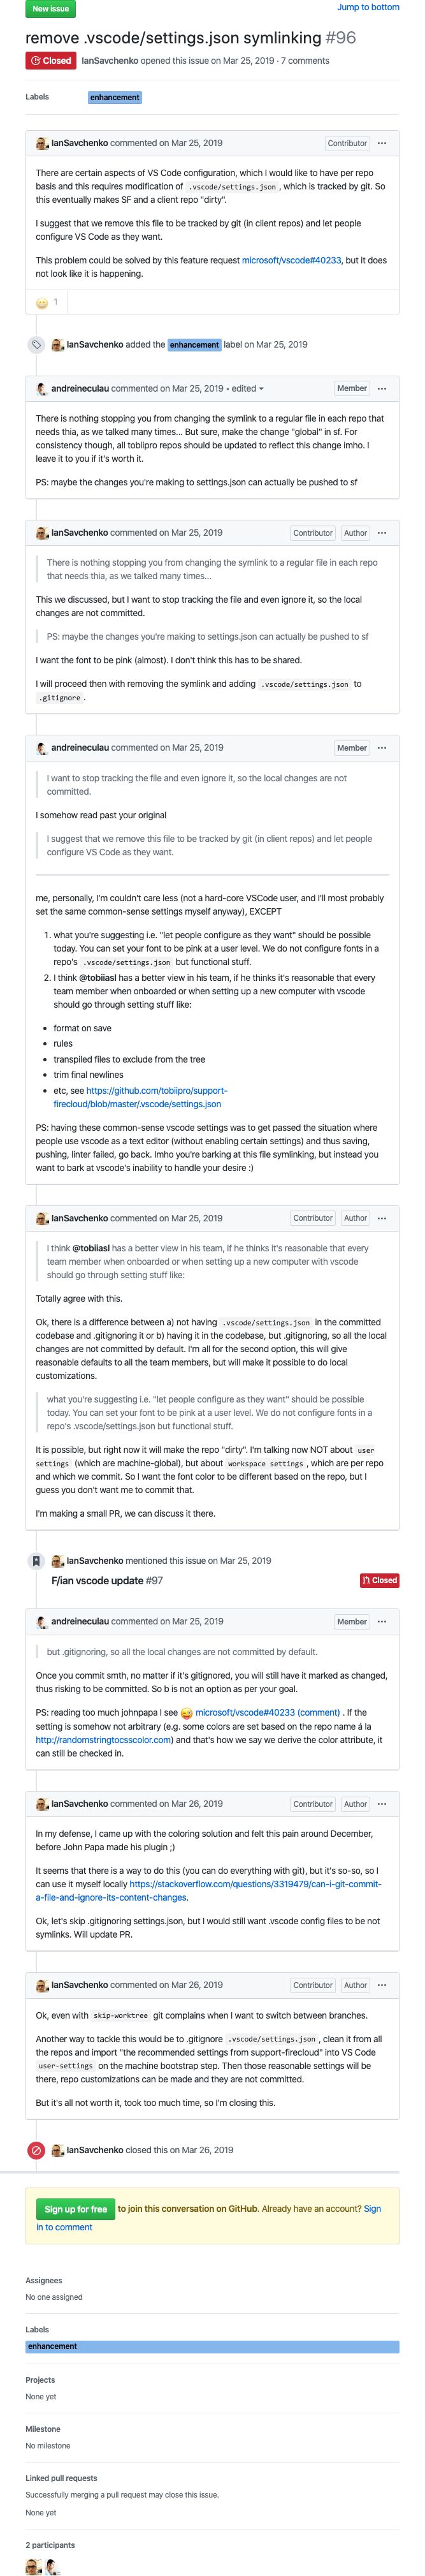 New issue
Jump to bottom
remove .vscode/settings.json symlinking #96
Closed
IanSavchenko opened this issue on Mar 25, 2019 · 7 comments
Labels
enhancement
IanSavchenko commented on Mar 25, 2019
Contributor
There are certain aspects of VS Code configuration, which I would like to have per repo
basis and this requires modification of .vscode/settings.json , which is tracked by git. So
this eventually makes SF and a client repo "dirty".
I suggest that we remove this file to be tracked by git (in client repos) and let people
configure VS Code as they want.
This problem could be solved by this feature request microsoft/vscode#40233, but it does
not look like it is happening.
1
IanSavchenko added the enhancement label on Mar 25, 2019
andreineculau commented on Mar 25, 2019 • edited
Member
There is nothing stopping you from changing the symlink to a regular file in each repo that
needs thia, as we talked many times... But sure, make the change "global" in sf. For
consistency though, all tobiipro repos should be updated to reflect this change imho. I
leave it to you if it's worth it.
PS: maybe the changes you're making to settings.json can actually be pushed to sf
IanSavchenko commented on Mar 25, 2019
Contributor
Author
There is nothing stopping you from changing the symlink to a regular file in each repo
that needs thia, as we talked many times...
This we discussed, but I want to stop tracking the file and even ignore it, so the local
changes are not committed.
PS: maybe the changes you're making to settings.json can actually be pushed to sf
I want the font to be pink (almost). I don't think this has to be shared.
I will proceed then with removing the symlink and adding .vscode/settings.json to
.gitignore .
andreineculau commented on Mar 25, 2019
Member
I want to stop tracking the file and even ignore it, so the local changes are not
committed.
I somehow read past your original
I suggest that we remove this file to be tracked by git (in client repos) and let people
configure VS Code as they want.
me, personally, I'm couldn't care less (not a hard-core VSCode user, and I'll most probably
set the same common-sense settings myself anyway), EXCEPT
1. what you're suggesting i.e. "let people configure as they want" should be possible
today. You can set your font to be pink at a user level. We do not configure fonts in a
repo's .vscode/settings.json but functional stuff.
2. I think @tobiiasl has a better view in his team, if he thinks it's reasonable that every
team member when onboarded or when setting up a new computer with vscode
should go through setting stuff like:
• format on save
• rules
• transpiled files to exclude from the tree
• trim final newlines
• etc, see https://github.com/tobiipro/support-
firecloud/blob/master/.vscode/settings.json
PS: having these common-sense vscode settings was to get passed the situation where
people use vscode as a text editor (without enabling certain settings) and thus saving,
pushing, linter failed, go back. Imho you're barking at this file symlinking, but instead you
want to bark at vscode's inability to handle your desire :)
IanSavchenko commented on Mar 25, 2019
Contributor
Author
I think @tobiiasl has a better view in his team, if he thinks it's reasonable that every
team member when onboarded or when setting up a new computer with vscode
should go through setting stuff like:
Totally agree with this.
Ok, there is a difference between a) not having .vscode/settings.json in the committed
codebase and .gitignoring it or b) having it in the codebase, but .gitignoring, so all the local
changes are not committed by default. I'm all for the second option, this will give
reasonable defaults to all the team members, but will make it possible to do local
customizations.
what you're suggesting i.e. "let people configure as they want" should be possible
today. You can set your font to be pink at a user level. We do not configure fonts in a
repo's .vscode/settings.json but functional stuff.
It is possible, but right now it will make the repo "dirty". I'm talking now NOT about user
settings (which are machine-global), but about workspace settings , which are per repo
and which we commit. So I want the font color to be different based on the repo, but I
guess you don't want me to commit that.
I'm making a small PR, we can discuss it there.
IanSavchenko mentioned this issue on Mar 25, 2019
F/ian vscode update #97
Closed
andreineculau commented on Mar 25, 2019
Member
but .gitignoring, so all the local changes are not committed by default.
Once you commit smth, no matter if it's gitignored, you will still have it marked as changed,
thus risking to be committed. So b is not an option as per your goal.
PS: reading too much johnpapa I see 😜 microsoft/vscode#40233 (comment) . If the
setting is somehow not arbitrary (e.g. some colors are set based on the repo name á la
http://randomstringtocsscolor.com) and that's how we say we derive the color attribute, it
can still be checked in.
IanSavchenko commented on Mar 26, 2019
Contributor
Author
In my defense, I came up with the coloring solution and felt this pain around December,
before John Papa made his plugin ;)
It seems that there is a way to do this (you can do everything with git), but it's so-so, so I
can use it myself locally https://stackoverflow.com/questions/3319479/can-i-git-commit-
a-file-and-ignore-its-content-changes.
Ok, let's skip .gitignoring settings.json, but I would still want .vscode config files to be not
symlinks. Will update PR.
IanSavchenko commented on Mar 26, 2019
Contributor
Author
Ok, even with skip-worktree git complains when I want to switch between branches.
Another way to tackle this would be to .gitignore .vscode/settings.json , clean it from all
the repos and import "the recommended settings from support-firecloud" into VS Code
user-settings on the machine bootstrap step. Then those reasonable settings will be
there, repo customizations can be made and they are not committed.
But it's all not worth it, took too much time, so I'm closing this.
IanSavchenko closed this on Mar 26, 2019
Sign up for free to join this conversation on GitHub. Already have an account? Sign
in to comment
Assignees
No one assigned
Labels
enhancement
Projects
None yet
Milestone
No milestone
Linked pull requests
Successfully merging a pull request may close this issue.
None yet
2 participants